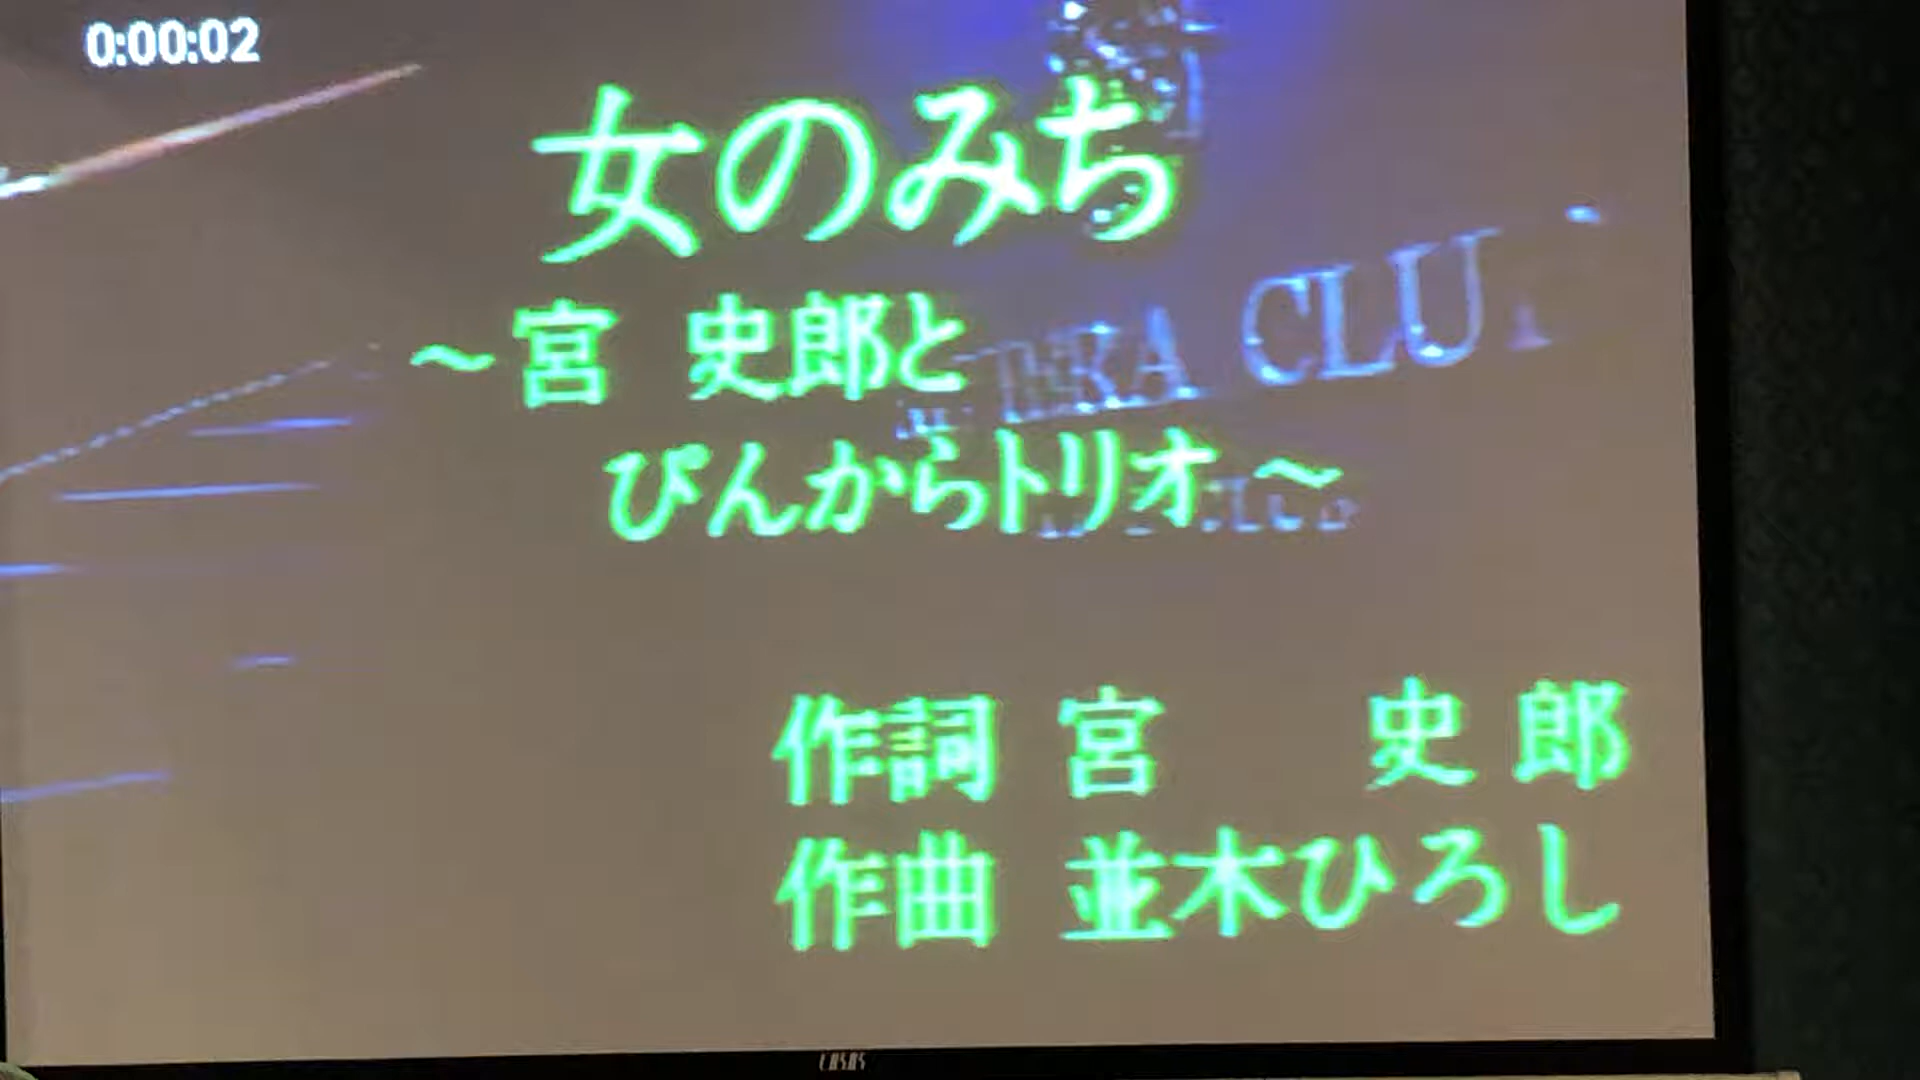 0:00:02
女のみち
～宮 史郎と
ぴんからトリオ～
作詞 宮 史郎
作曲 並木ひろし
CLU